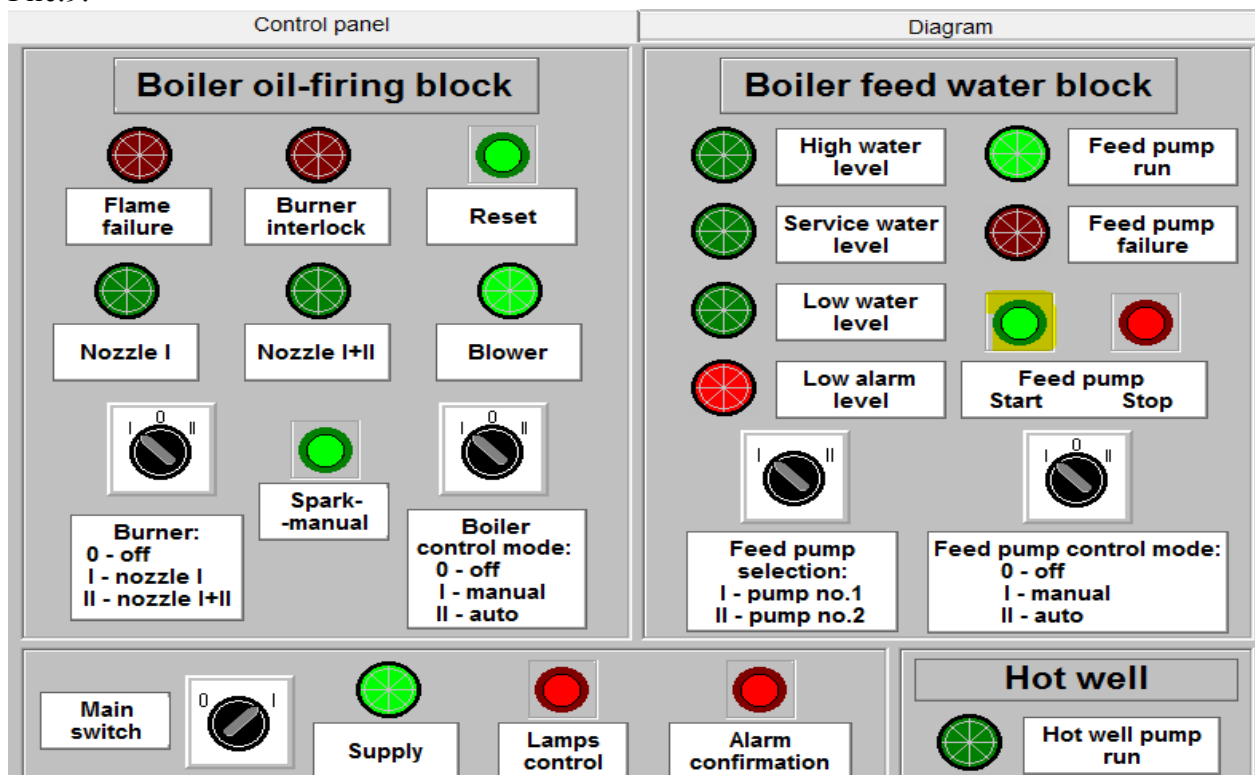 Рис.9.
Control panel
Diagram
Boiler oil-firing block
Flame
failure
Burner
interlock
Reset
Nozzle I
Nozzle I+II
Blower
I 0 II
Spark-
-manual
I 0 II
Burner:
0 - off
I - nozzle I
II - nozzle I+II
Boiler
control mode:
0 - off
I - manual
II - auto
Boiler feed water block
High water
level
Feed pump
run
Service water
level
Feed pump
failure
Low water
level
Low alarm
level
Feed pump
Start Stop
I II
I 0 II
Feed pump
selection:
I - pump no.1
II - pump no.2
Feed pump control mode:
0 - off
I - manual
II - auto
Main
switch
0 I
Supply
Lamps
control
Alarm
confirmation
Hot well
Hot well pump
run